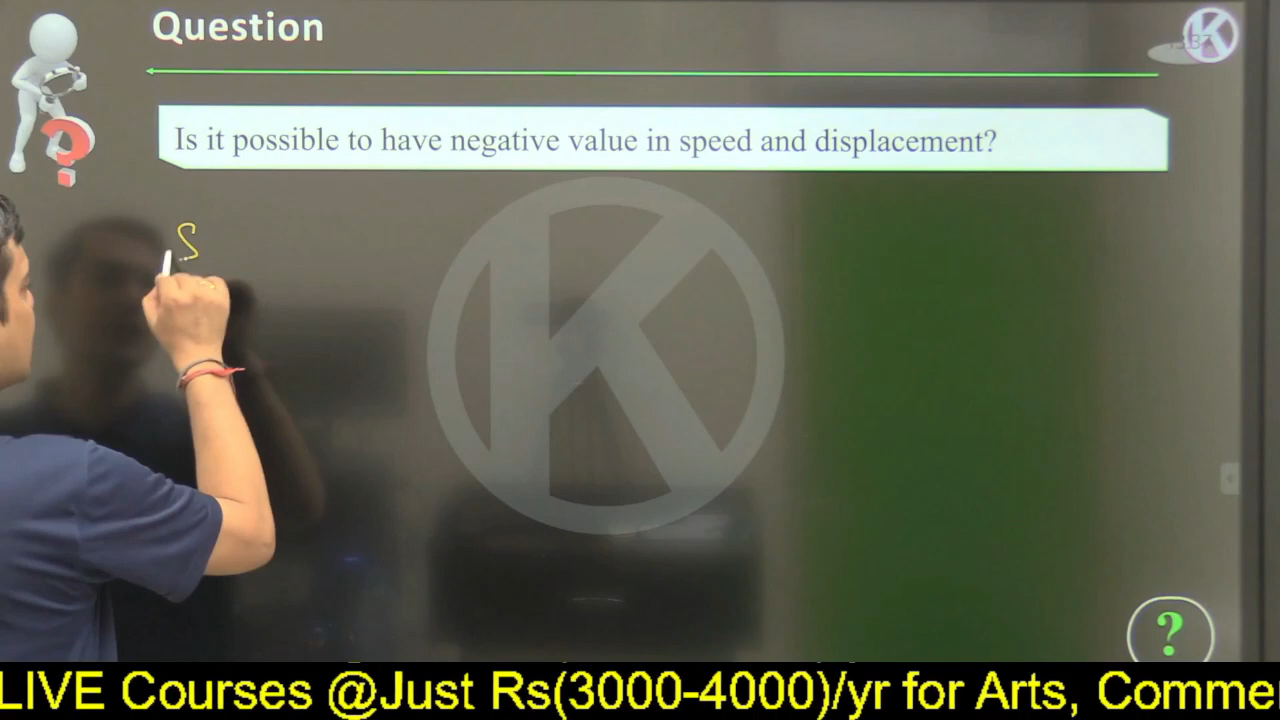 Question
K
Is it possible to have negative value in speed and displacement?
S
K
?
LIVE Courses @Just Rs(3000-4000)/yr for Arts, Comme